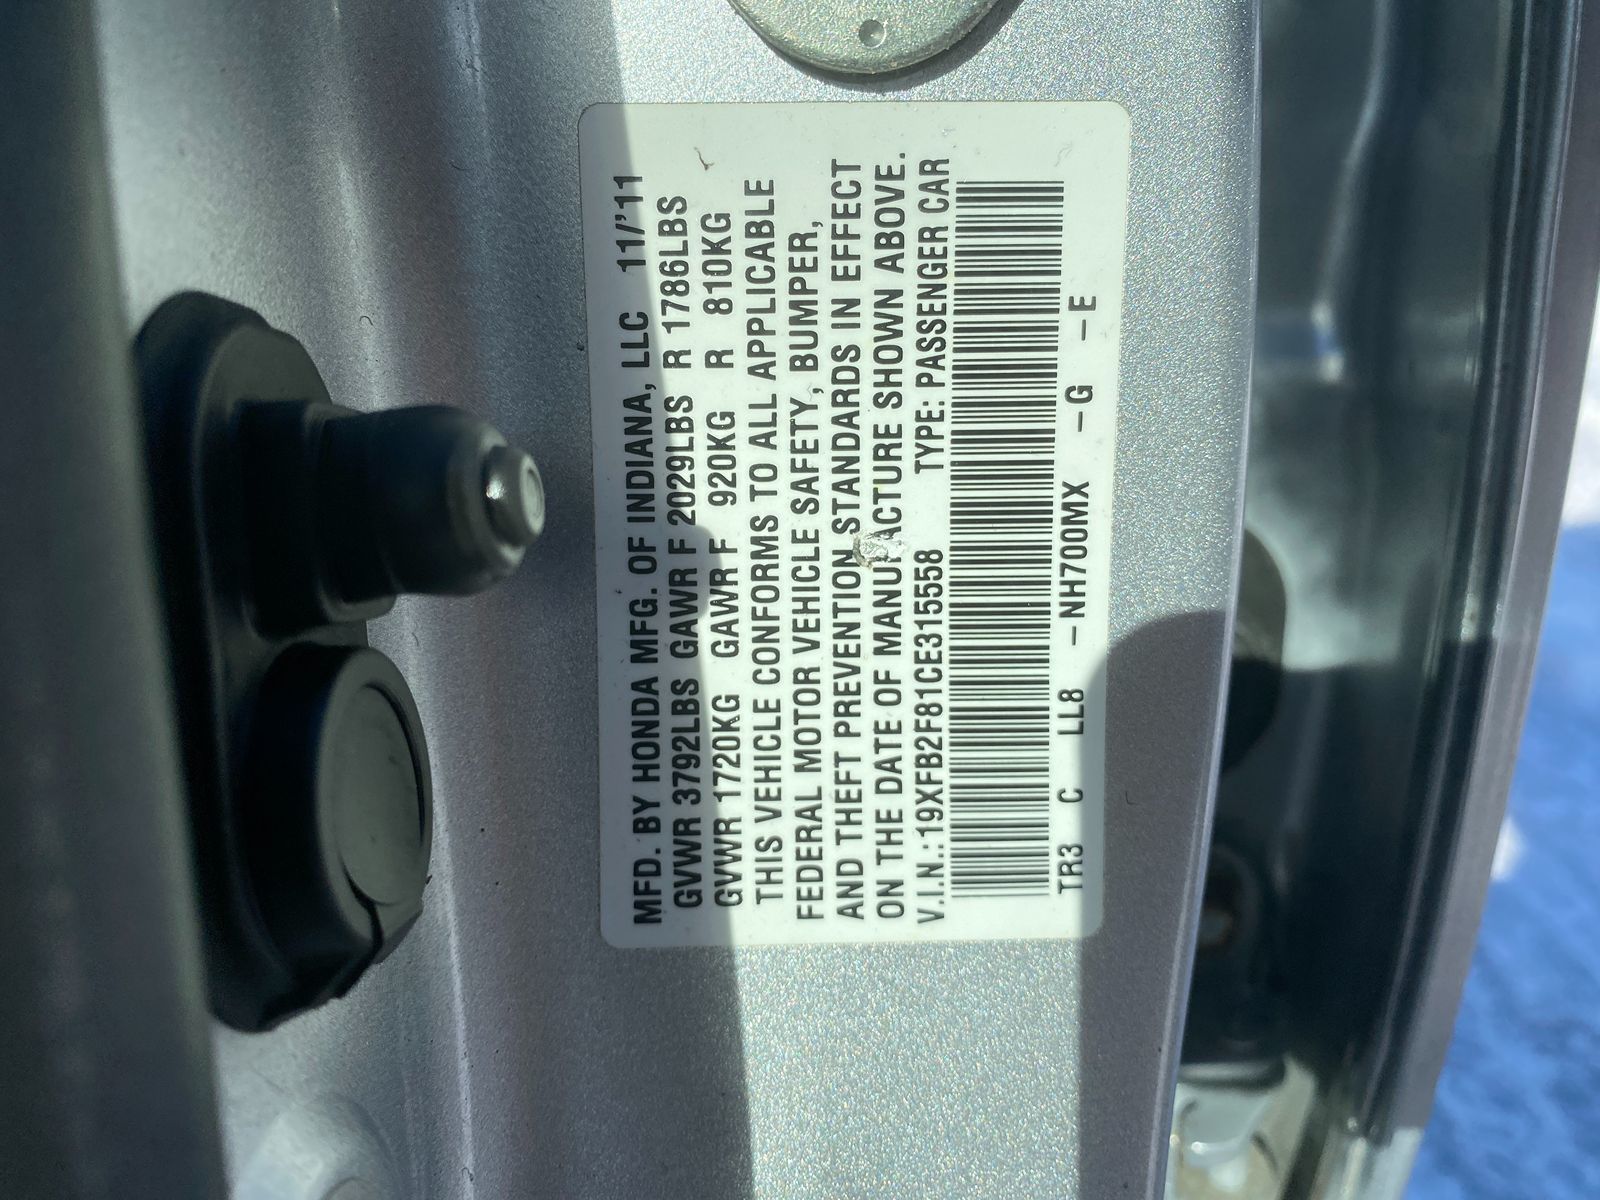 MFD. BY HONDA MFG. OF INDIANA, LLC 11/'11
GVWR 3792LBS GAWR F 2029LBS R 1786LBS
GVWR 1720KG GAWR F 920KG R 810KG
THIS VEHICLE CONFORMS TO ALL APPLICABLE
FEDERAL MOTOR VEHICLE SAFETY, BUMPER,
AND THEFT PREVENTION STANDARDS IN EFFECT
ON THE DATE OF MANUFACTURE SHOWN ABOVE.
V.I.N.: 19XFB2F81CE315558 TYPE: PASSENGER CAR
TR3 C LL8 -NH700MX -G -E